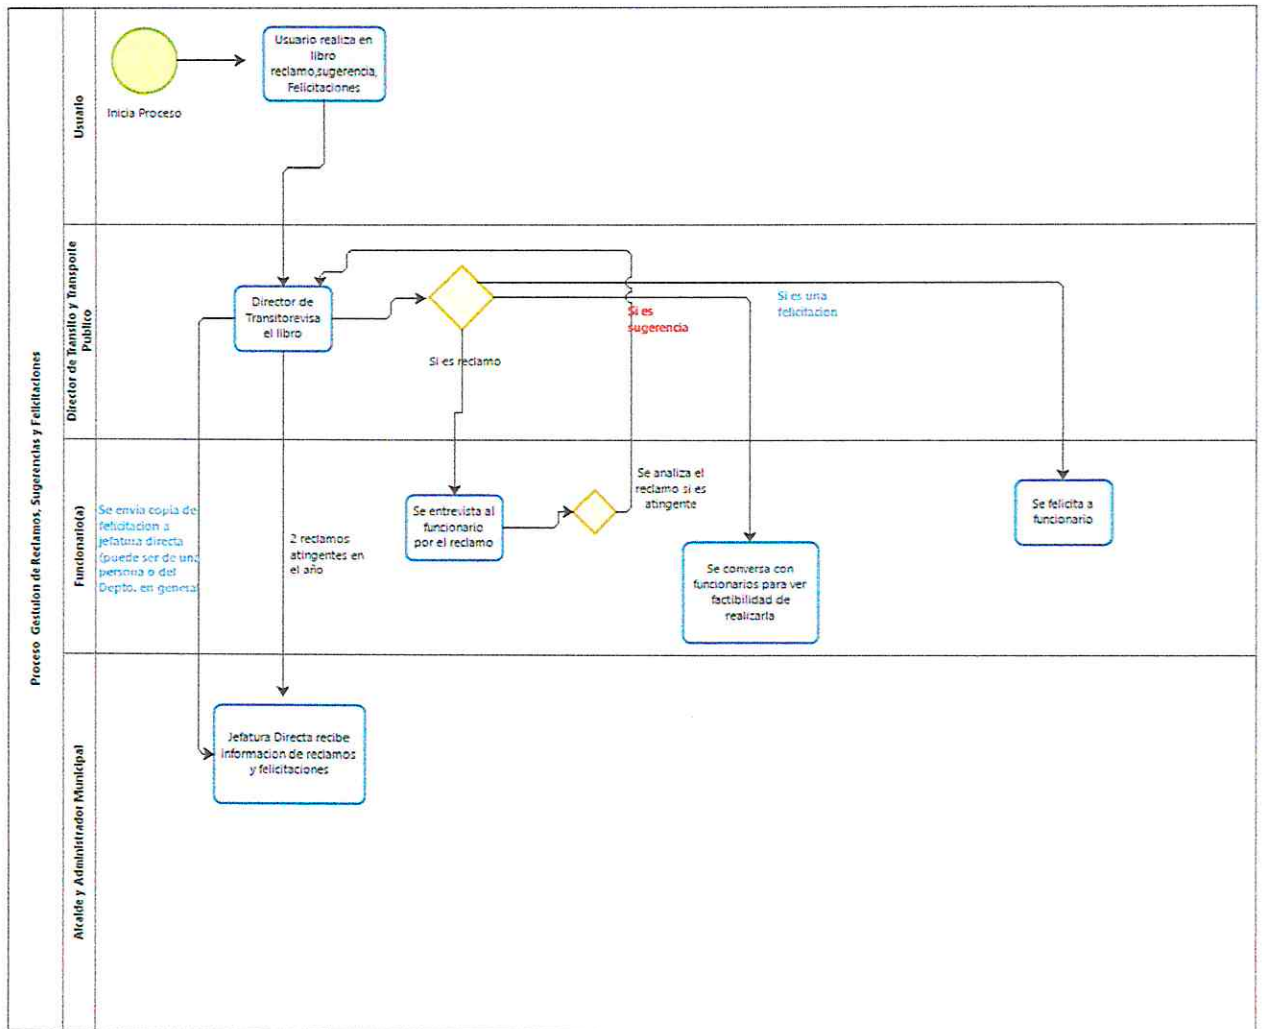 Proceso Gestulon de Reclamos, Sugerencias y Felicitaciones
Usuario
Inicia Proceso
Usuario realiza en
libro
reclamo,sugerencia,
Felicitaciones
Director de Transito y Transporte
Publico
Director de
Transitorevisa
el libro
Si es reclamo
Si es
sugerencia
Si es una
felicitacion
Funcionario(a)
Se envia copia de
felicitacion a
jefatura directa
(puede ser de una
persona o del
Depto. en general
2 reclamos
atingentes en
el año
Se entrevista al
funcionario
por el reclamo
Se analiza el
reclamo si es
atingente
Se conversa con
funcionarios para ver
factibilidad de
realizarla
Se felicita a
funcionario
Alcalde y Administrador Municipal
Jefatura Directa recibe
informacion de reclamos
y felicitaciones